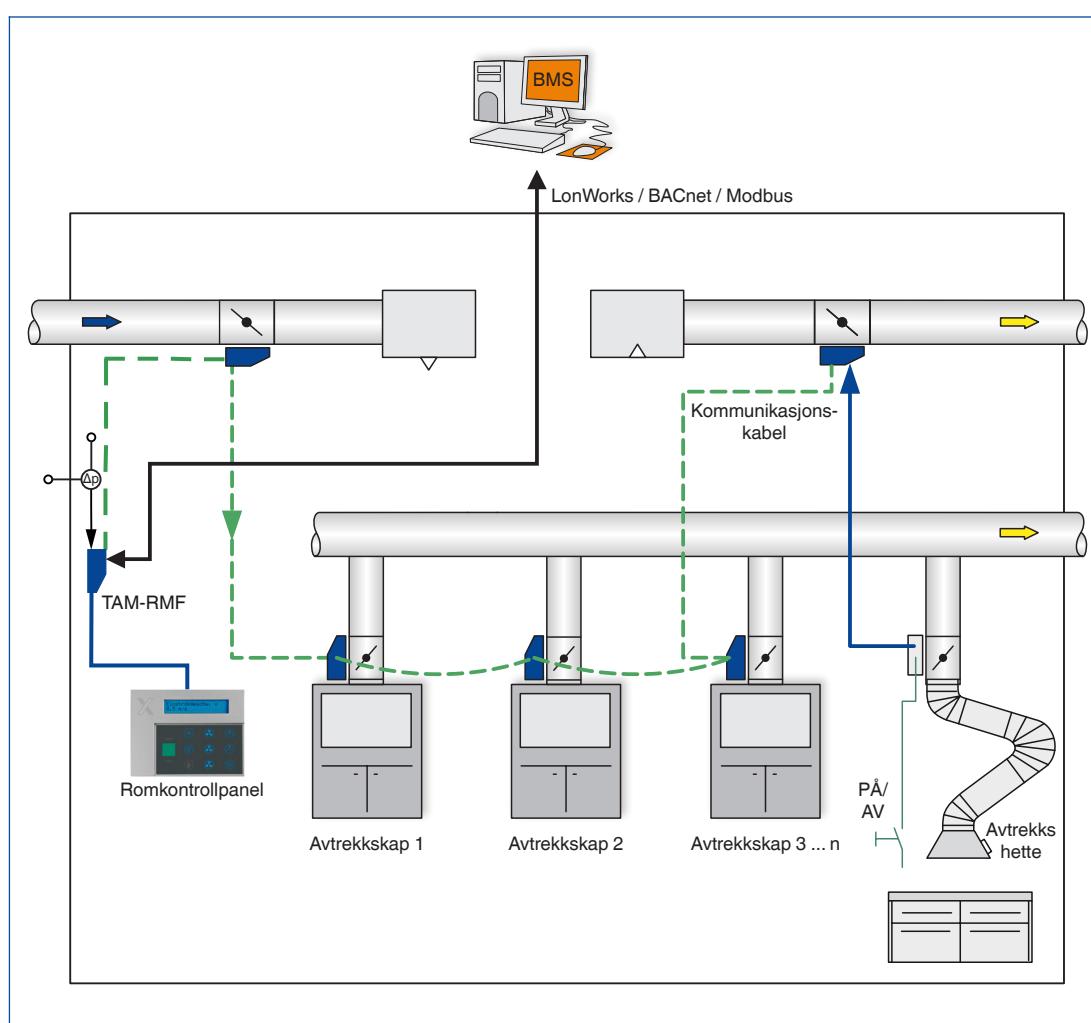 BMS
LonWorks / BACnet / Modbus
Kommunikasjons-
kabel
Δp
TAM-RMF
Romkontrollpanel
Avtrekkskap 1
Avtrekkskap 2
Avtrekkskap 3 ... n
PÅ/
AV
Avtrekks
hette